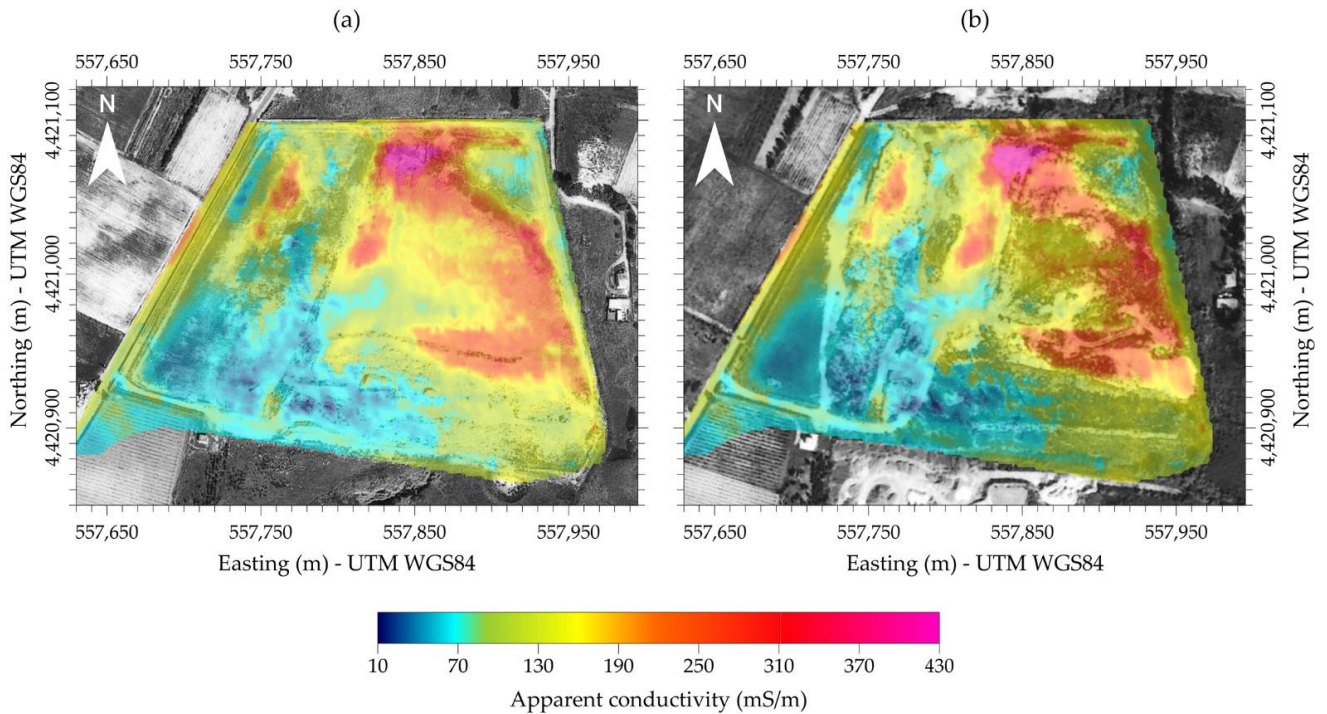 (a) (b)
557,650 557,750 557,850 557,950 557,650 557,750 557,850 557,950
N N
4,421,100 4,421,100
4,421,000 4,421,000
4,420,900 4,420,900
Northing (m) - UTM WGS84 Northing (m) - UTM WGS84
557,650 557,750 557,850 557,950 557,650 557,750 557,850 557,950
Easting (m) - UTM WGS84 Easting (m) - UTM WGS84
10 70 130 190 250 310 370 430
Apparent conductivity (mS/m)